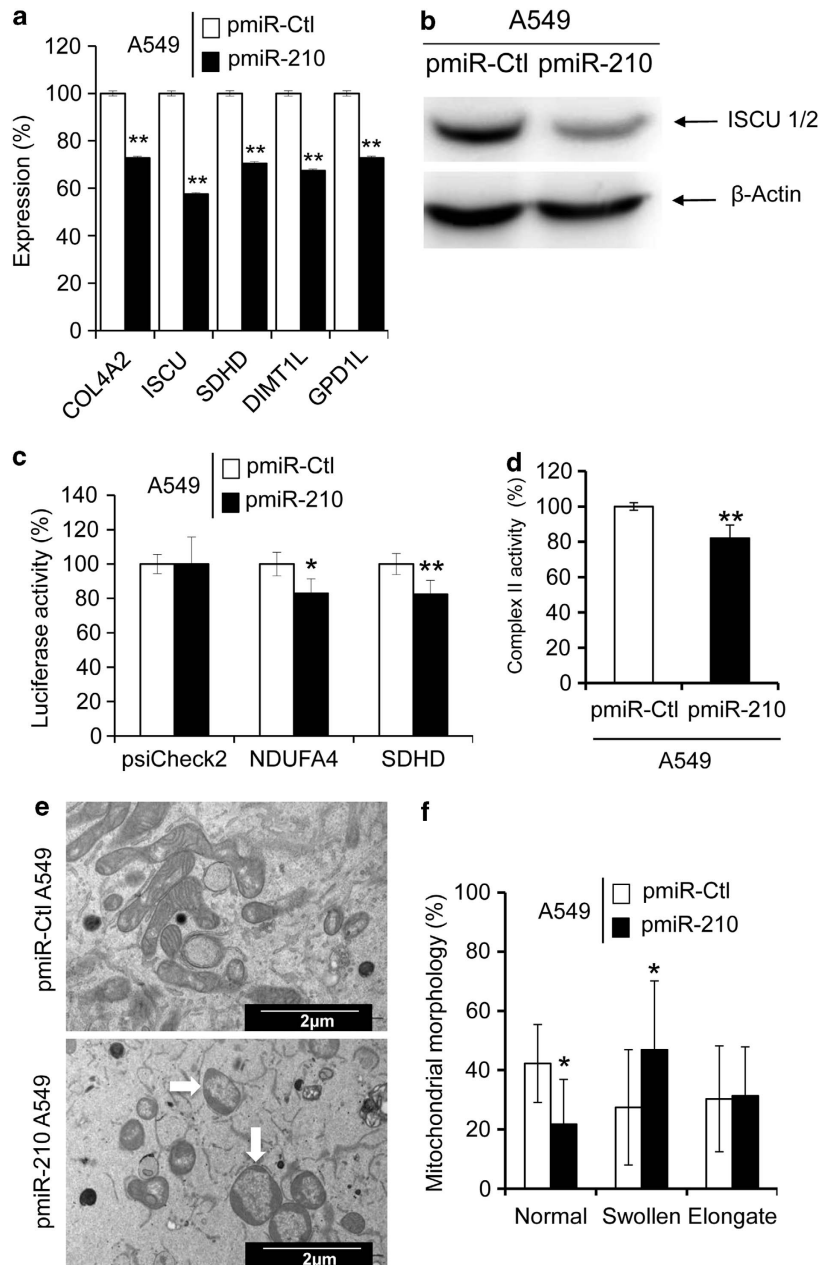 a
A549
pmiR-Ctl
pmiR-210
Expression (%)
120
100
80
60
40
20
0
**
**
**
**
**
COL4A2
ISCU
SDHD
DIMT1L
GPD1L
b
A549
pmiR-Ctl pmiR-210
ISCU 1/2
β-Actin
c
A549
pmiR-Ctl
pmiR-210
Luciferase activity (%)
140
120
100
80
60
40
20
0
*
**
psiCheck2
NDUFA4
SDHD
d
Complex II activity (%)
120
100
80
60
40
20
0
**
pmiR-Ctl pmiR-210
A549
e
pmiR-Ctl A549
2μm
pmiR-210 A549
2μm
f
A549
pmiR-Ctl
pmiR-210
Mitochondrial morphology (%)
100
80
60
40
20
0
*
*
Normal
Swollen
Elongate